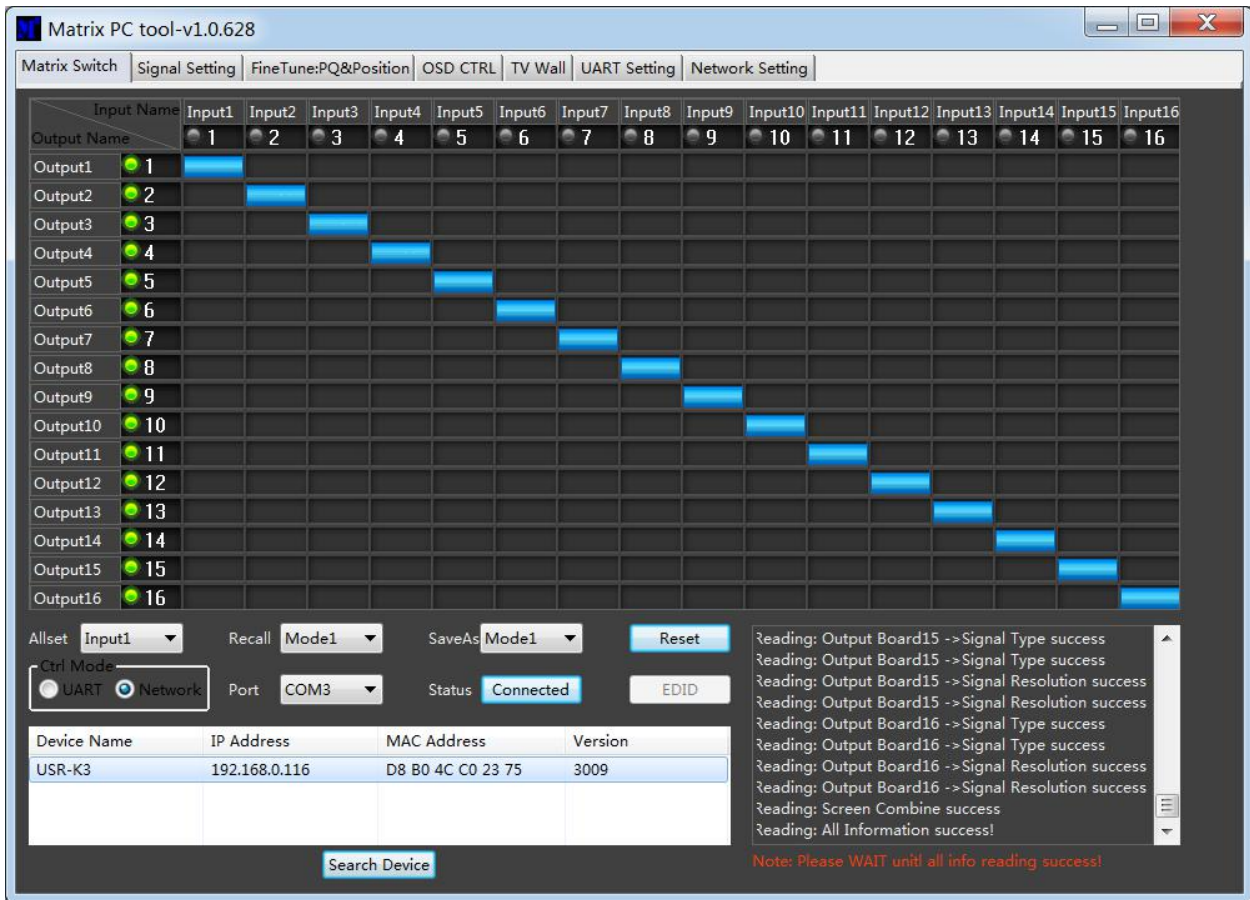 Matrix PC tool-v1.0.628
Matrix Switch Signal Setting FineTune:PQ&Position OSD CTRL TV Wall UART Setting Network Setting
Input Name Input1 Input2 Input3 Input4 Input5 Input6 Input7 Input8 Input9 Input10 Input11 Input12 Input13 Input14 Input15 Input16
Output Name 1 2 3 4 5 6 7 8 9 10 11 12 13 14 15 16
Output1 1
Output2 2
Output3 3
Output4 4
Output5 5
Output6 6
Output7 7
Output8 8
Output9 9
Output10 10
Output11 11
Output12 12
Output13 13
Output14 14
Output15 15
Output16 16
Allset Input1 Recall Mode1 SaveAs Mode1 Reset
Ctrl Mode
UART Network Port COM3 Status Connected EDID
Device Name IP Address MAC Address Version
USR-K3 192.168.0.116 D8 B0 4C C0 23 75 3009
Search Device
Reading: Output Board15 ->Signal Type success
Reading: Output Board15 ->Signal Type success
Reading: Output Board15 ->Signal Resolution success
Reading: Output Board15 ->Signal Resolution success
Reading: Output Board16 ->Signal Type success
Reading: Output Board16 ->Signal Type success
Reading: Output Board16 ->Signal Resolution success
Reading: Output Board16 ->Signal Resolution success
Reading: Screen Combine success
Reading: All Information success!
Note: Please WAIT unitl all info reading success!